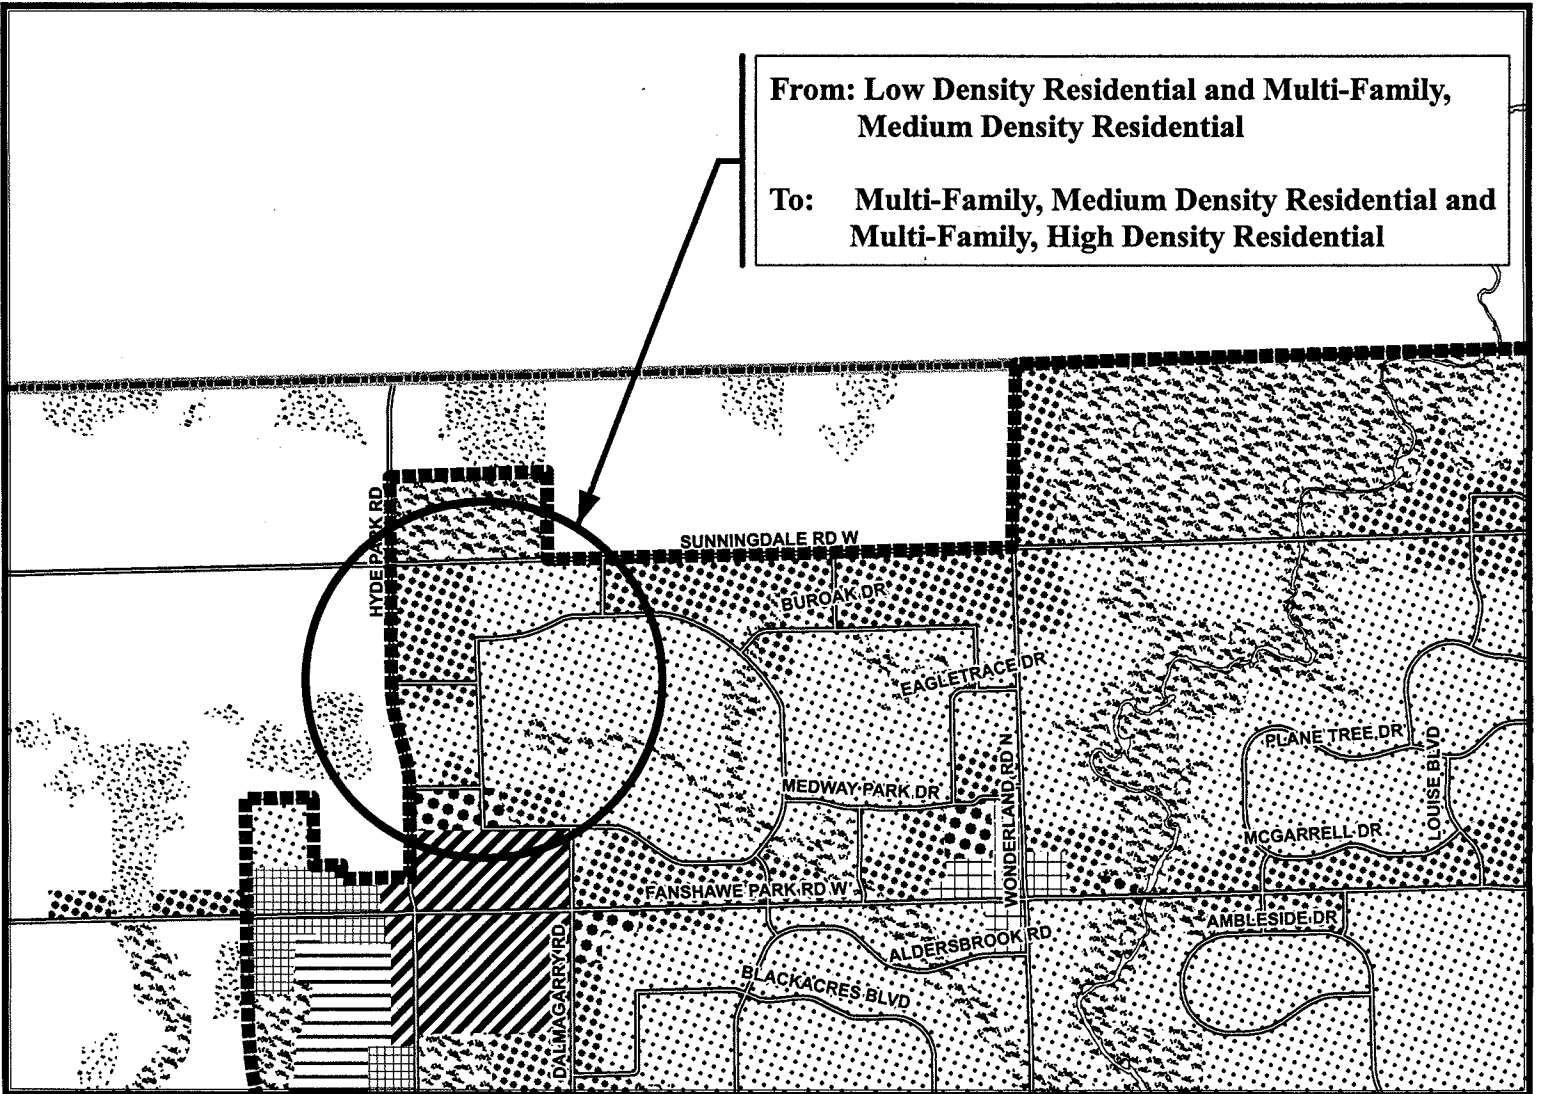 From: Low Density Residential and Multi-Family,
Medium Density Residential
To: Multi-Family, Medium Density Residential and
Multi-Family, High Density Residential
HYDE PARK RD
SUNNINGDALE RD W
BUROAK DR
EAGLETRACE DR
WONDERLAND RD N
PLANE TREE DR
LOUISE BLVD
MEDWAY PARK DR
MCGARRELL DR
FANSHAWE PARK RD W
AMBLESIDE DR
ALDERSBROOK RD
DALMAGARRY RD
BLACKACRES BLVD